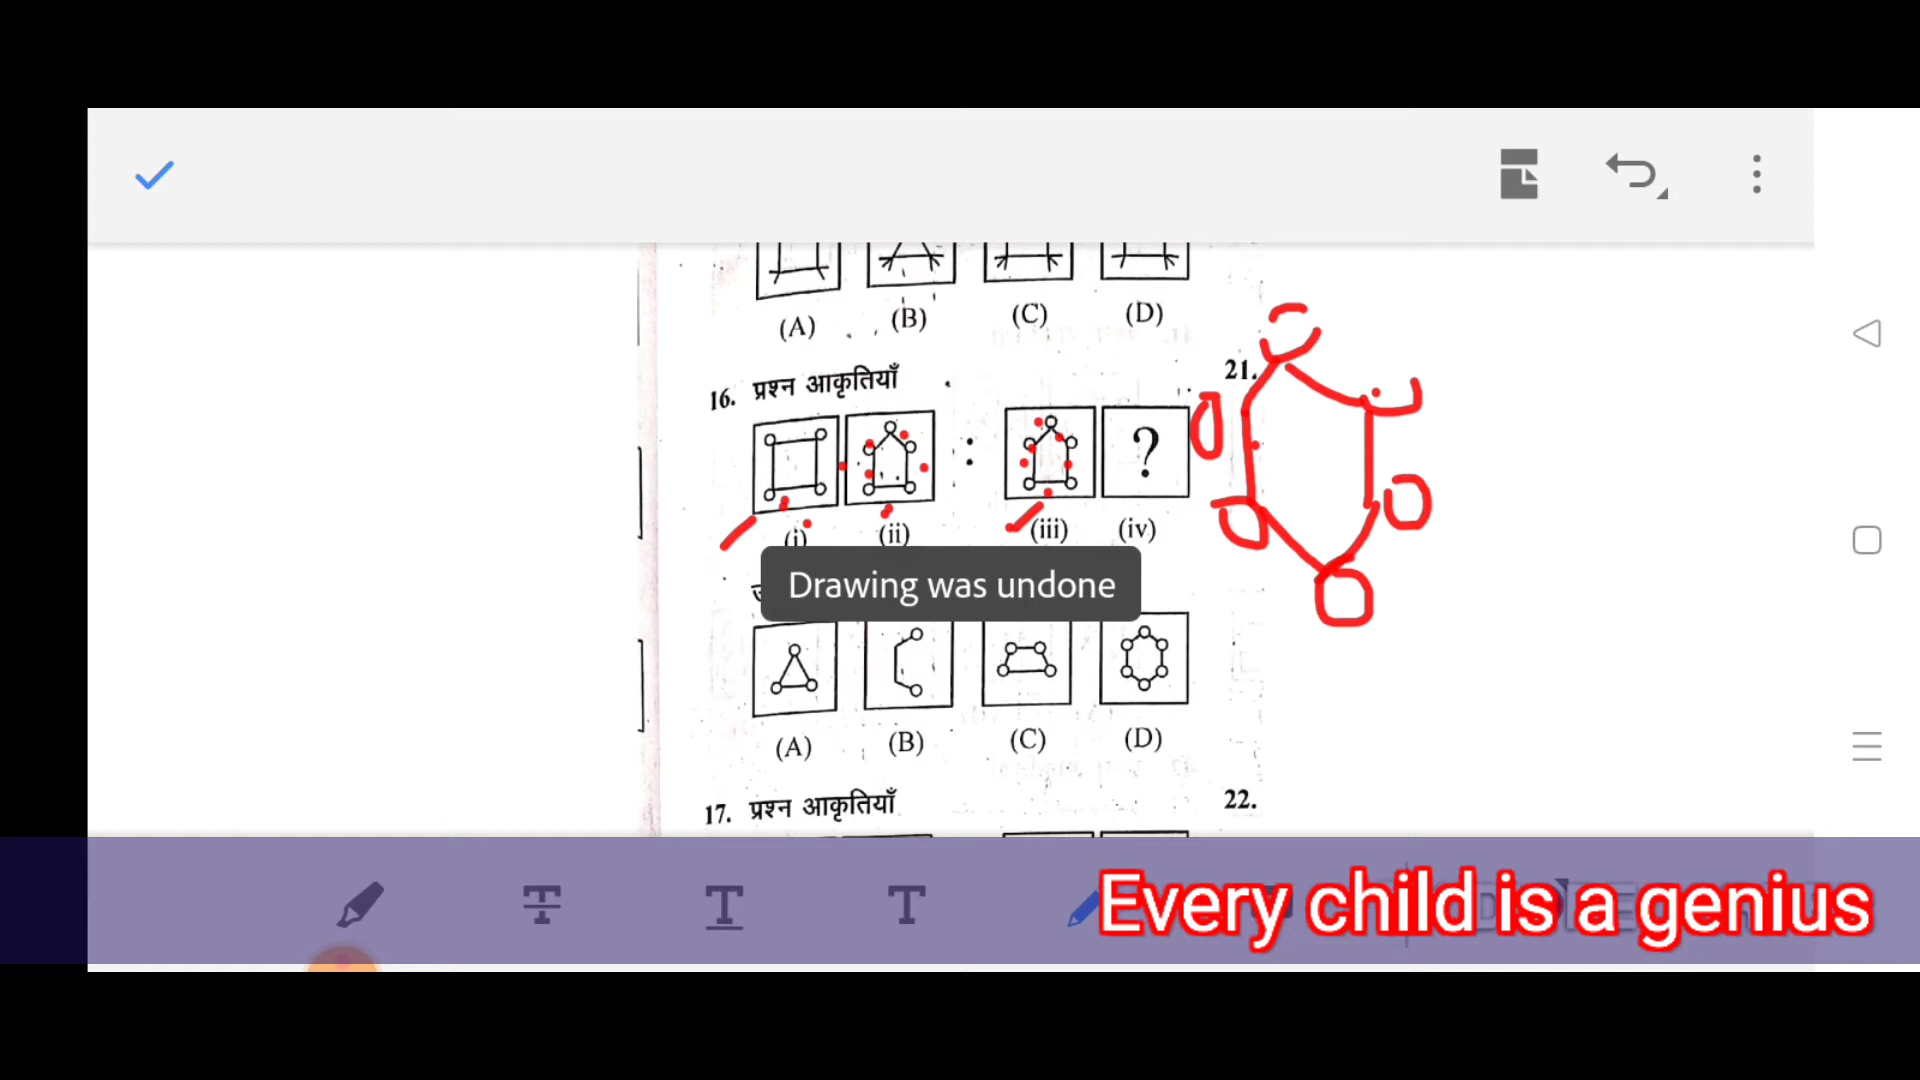 (A) (B) (C) (D)
16. प्रश्न आकृतियाँ
21.
: ?
(i) (ii) (iii) (iv)
Drawing was undone
(A) (B) (C) (D)
17. प्रश्न आकृतियाँ
22.
Every child is a genius